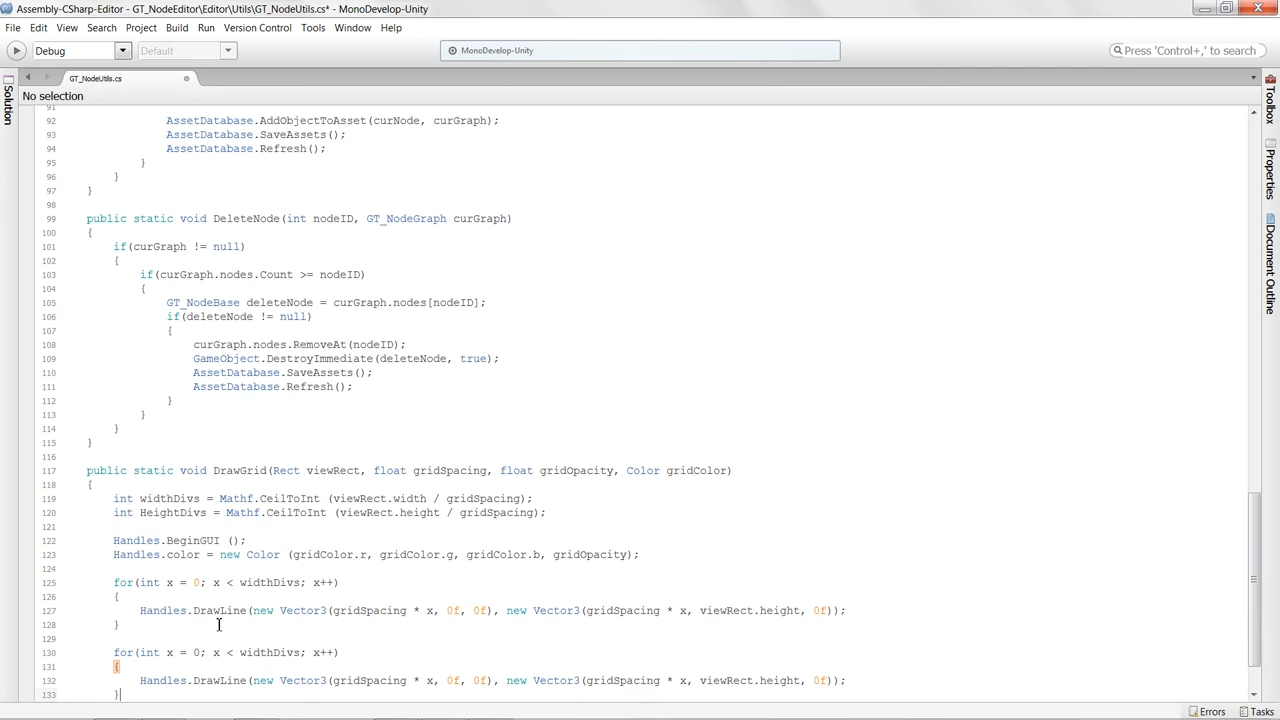 Assembly-CSharp-Editor - GT_NodeEditor\Editor\Utils\GT_NodeUtils.cs* - MonoDevelop-Unity
File Edit View Search Project Build Run Version Control Tools Window Help
Debug Default MonoDevelop-Unity Press 'Control+,' to search
GT_NodeUtils.cs
No selection
Solution
Toolbox
Properties
Document Outline
91
92 AssetDatabase.AddObjectToAsset(curNode, curGraph);
93 AssetDatabase.SaveAssets();
94 AssetDatabase.Refresh();
95 }
96 }
97 }
98
99 public static void DeleteNode(int nodeID, GT_NodeGraph curGraph)
100 {
101 if(curGraph != null)
102 {
103 if(curGraph.nodes.Count >= nodeID)
104 {
105 GT_NodeBase deleteNode = curGraph.nodes[nodeID];
106 if(deleteNode != null)
107 {
108 curGraph.nodes.RemoveAt(nodeID);
109 GameObject.DestroyImmediate(deleteNode, true);
110 AssetDatabase.SaveAssets();
111 AssetDatabase.Refresh();
112 }
113 }
114 }
115 }
116
117 public static void DrawGrid(Rect viewRect, float gridSpacing, float gridOpacity, Color gridColor)
118 {
119 int widthDivs = Mathf.CeilToInt (viewRect.width / gridSpacing);
120 int HeightDivs = Mathf.CeilToInt (viewRect.height / gridSpacing);
121
122 Handles.BeginGUI ();
123 Handles.color = new Color (gridColor.r, gridColor.g, gridColor.b, gridOpacity);
124
125 for(int x = 0; x < widthDivs; x++)
126 {
127 Handles.DrawLine(new Vector3(gridSpacing * x, 0f, 0f), new Vector3(gridSpacing * x, viewRect.height, 0f));
128 }
129
130 for(int x = 0; x < widthDivs; x++)
131 {
132 Handles.DrawLine(new Vector3(gridSpacing * x, 0f, 0f), new Vector3(gridSpacing * x, viewRect.height, 0f));
133 }
Errors Tasks